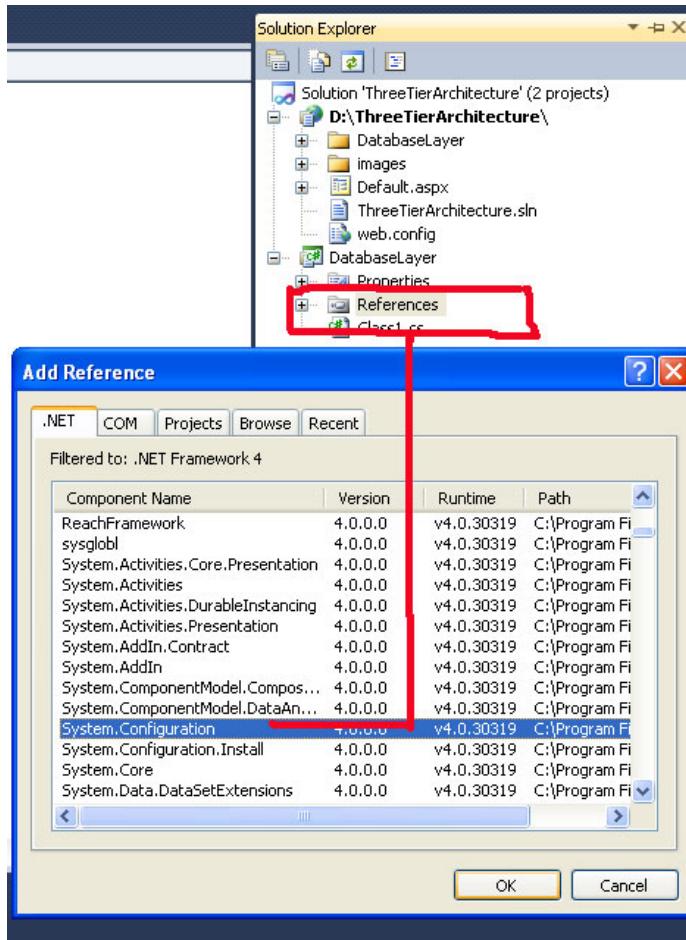 Solution Explorer
Solution 'ThreeTierArchitecture' (2 projects)
D:\ThreeTierArchitecture\
DatabaseLayer
images
Default.aspx
ThreeTierArchitecture.sln
web.config
DatabaseLayer
Properties
References
Class1.cs
Add Reference
.NET COM Projects Browse Recent
Filtered to: .NET Framework 4
Component Name Version Runtime Path
ReachFramework 4.0.0.0 v4.0.30319 C:\Program Fi
sysglobl 4.0.0.0 v4.0.30319 C:\Program Fi
System.Activities.Core.Presentation 4.0.0.0 v4.0.30319 C:\Program Fi
System.Activities 4.0.0.0 v4.0.30319 C:\Program Fi
System.Activities.DurableInstancing 4.0.0.0 v4.0.30319 C:\Program Fi
System.Activities.Presentation 4.0.0.0 v4.0.30319 C:\Program Fi
System.AddIn.Contract 4.0.0.0 v4.0.30319 C:\Program Fi
System.AddIn 4.0.0.0 v4.0.30319 C:\Program Fi
System.ComponentModel.Compos... 4.0.0.0 v4.0.30319 C:\Program Fi
System.ComponentModel.DataAn... 4.0.0.0 v4.0.30319 C:\Program Fi
System.Configuration 4.0.0.0 v4.0.30319 C:\Program Fi
System.Configuration.Install 4.0.0.0 v4.0.30319 C:\Program Fi
System.Core 4.0.0.0 v4.0.30319 C:\Program Fi
System.Data.DataSetExtensions 4.0.0.0 v4.0.30319 C:\Program Fi
OK Cancel